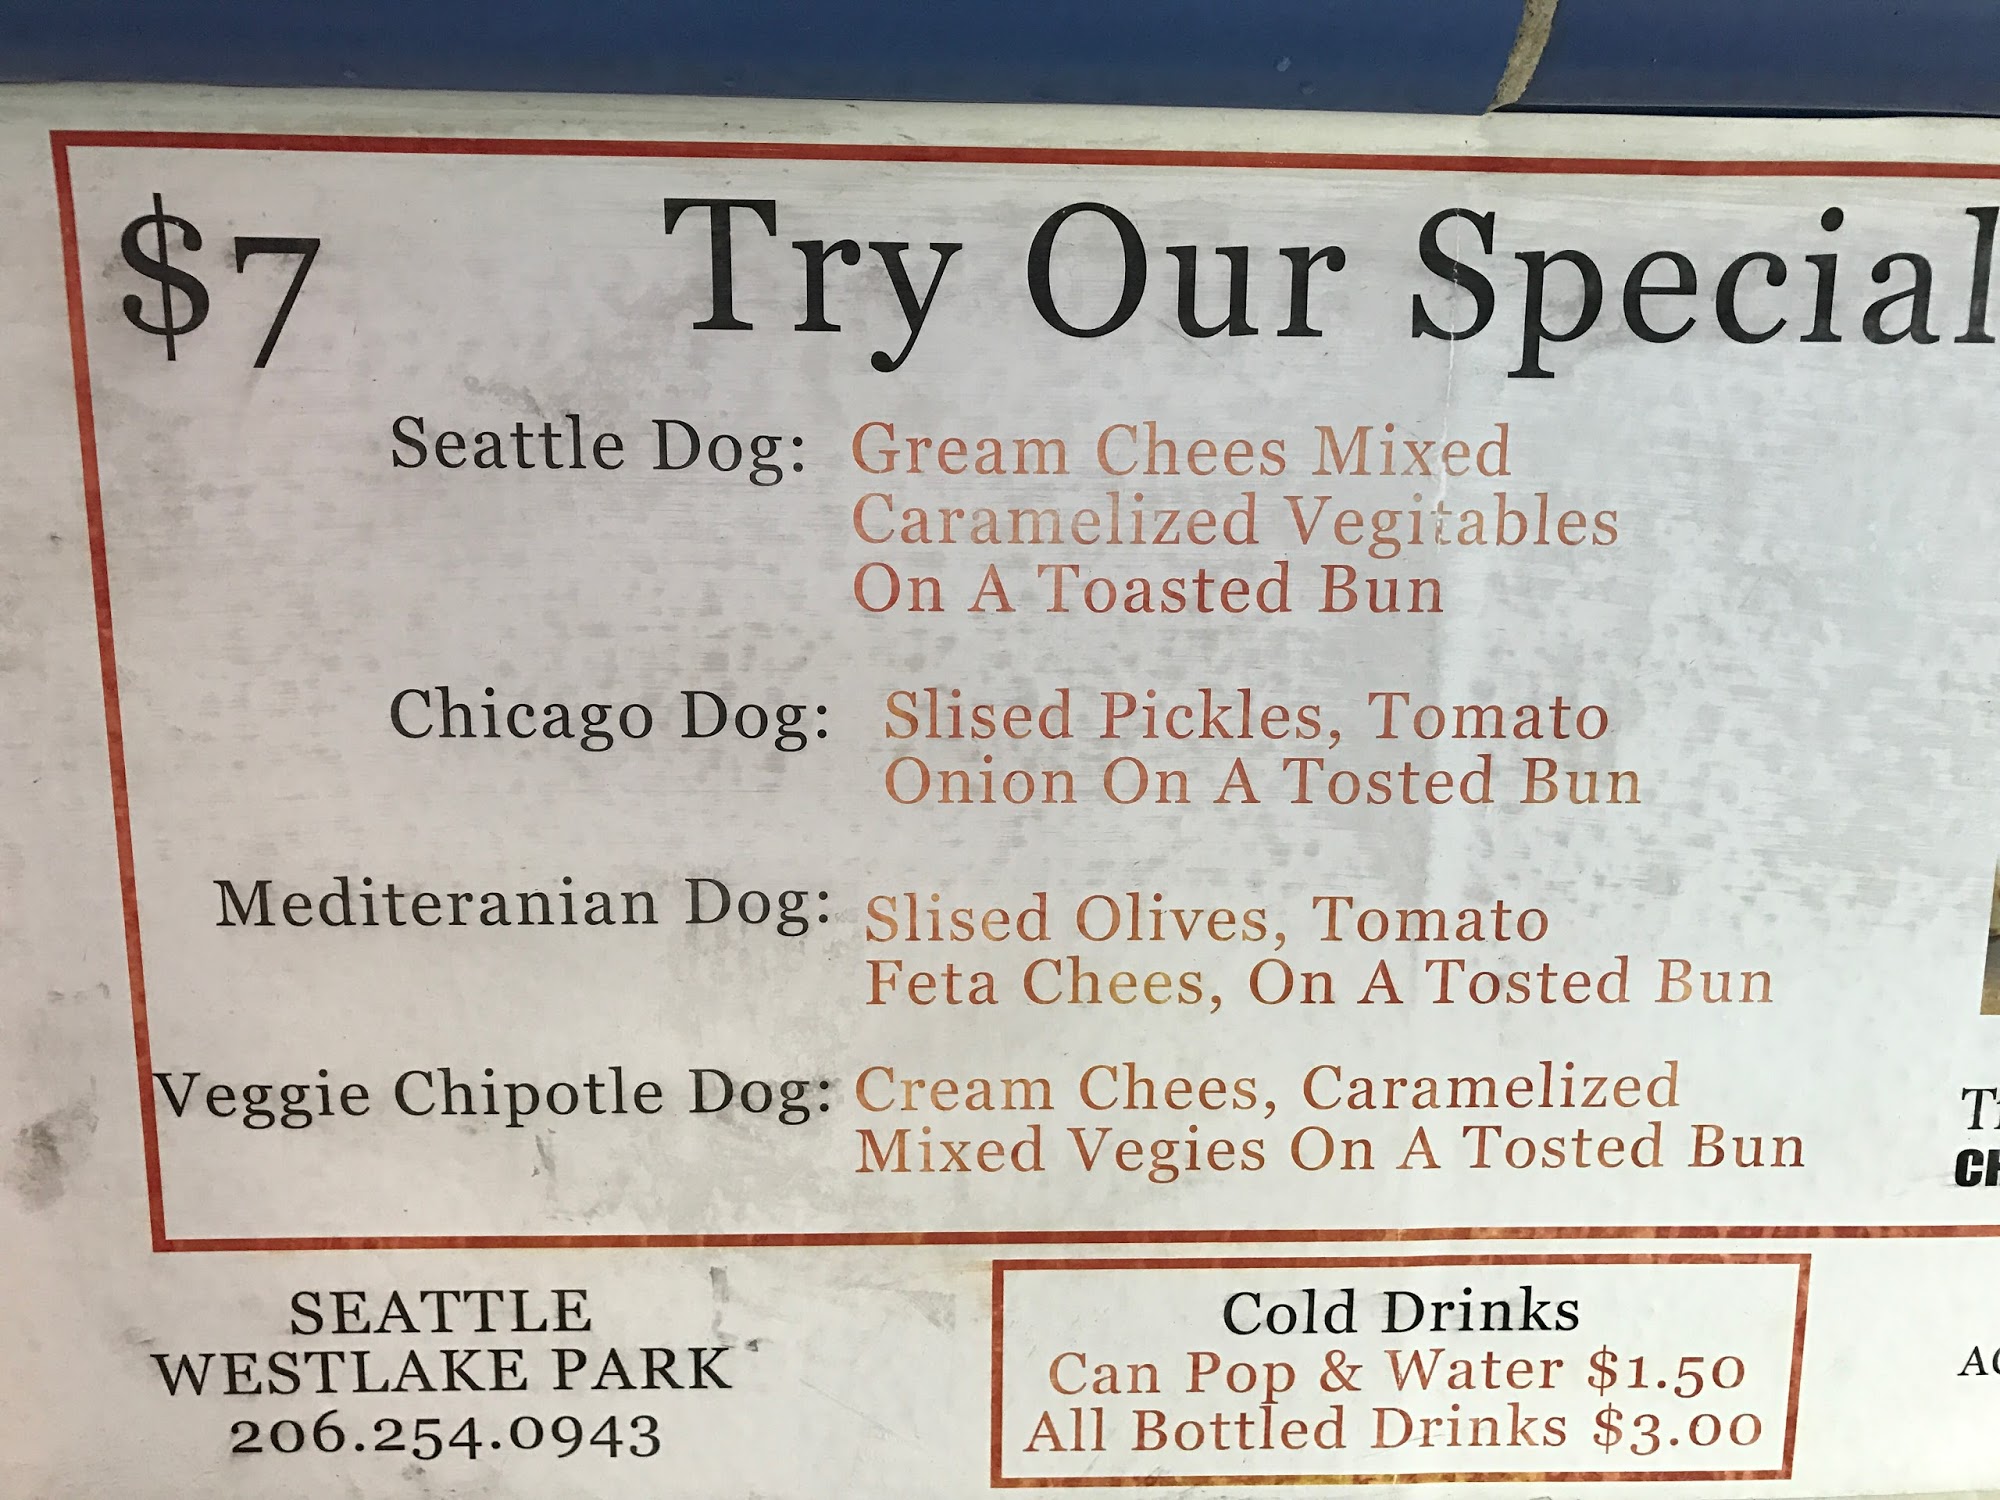 $7 Try Our Special
Seattle Dog: Gream Chees Mixed
Caramelized Vegitables
On A Toasted Bun
Chicago Dog: Slised Pickles, Tomato
Onion On A Tosted Bun
Mediteranian Dog: Slised Olives, Tomato
Feta Chees, On A Tosted Bun
Veggie Chipotle Dog: Cream Chees, Caramelized
Mixed Vegies On A Tosted Bun
SEATTLE
WESTLAKE PARK
206.254.0943
Cold Drinks
Can Pop & Water $1.50
All Bottled Drinks $3.00